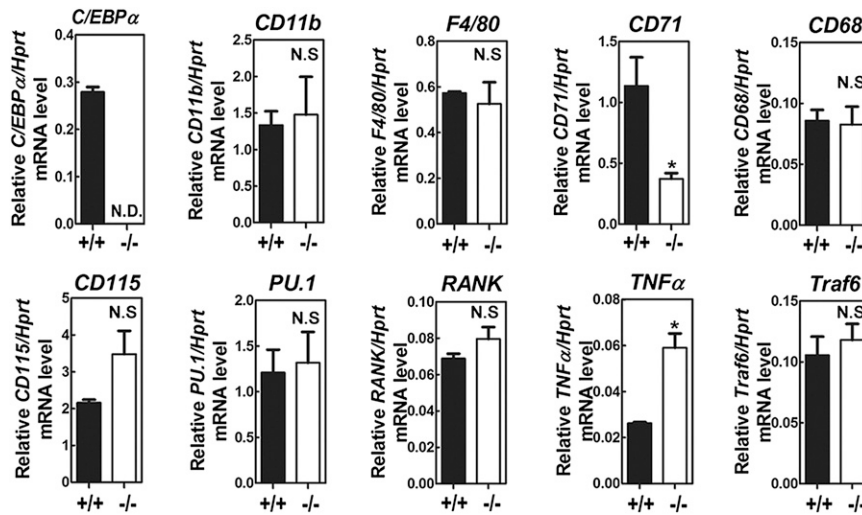 C/EBPα
CD11b
F4/80
CD71
CD68
Relative C/EBPα/Hprt
mRNA level
0.4
0.3
0.2
0.1
0.0
N.D.
+/+ -/-
Relative CD11b/Hprt
mRNA level
2.5
2.0
1.5
1.0
0.5
0.0
N.S
+/+ -/-
Relative F4/80/Hprt
mRNA level
0.8
0.6
0.4
0.2
0.0
N.S
+/+ -/-
Relative CD71/Hprt
mRNA level
1.5
1.0
0.5
0.0
*
+/+ -/-
Relative CD68/Hprt
mRNA level
0.15
0.10
0.05
0.00
N.S
+/+ -/-
CD115
PU.1
RANK
TNFα
Traf6
Relative CD115/Hprt
mRNA level
5
4
3
2
1
0
N.S
+/+ -/-
Relative PU.1/Hprt
mRNA level
2.0
1.5
1.0
0.5
0.0
N.S
+/+ -/-
Relative RANK/Hprt
mRNA level
0.10
0.08
0.06
0.04
0.02
0.00
N.S
+/+ -/-
Relative TNFα/Hprt
mRNA level
0.08
0.06
0.04
0.02
0.00
*
+/+ -/-
Relative Traf6/Hprt
mRNA level
0.15
0.10
0.05
0.00
N.S
+/+ -/-